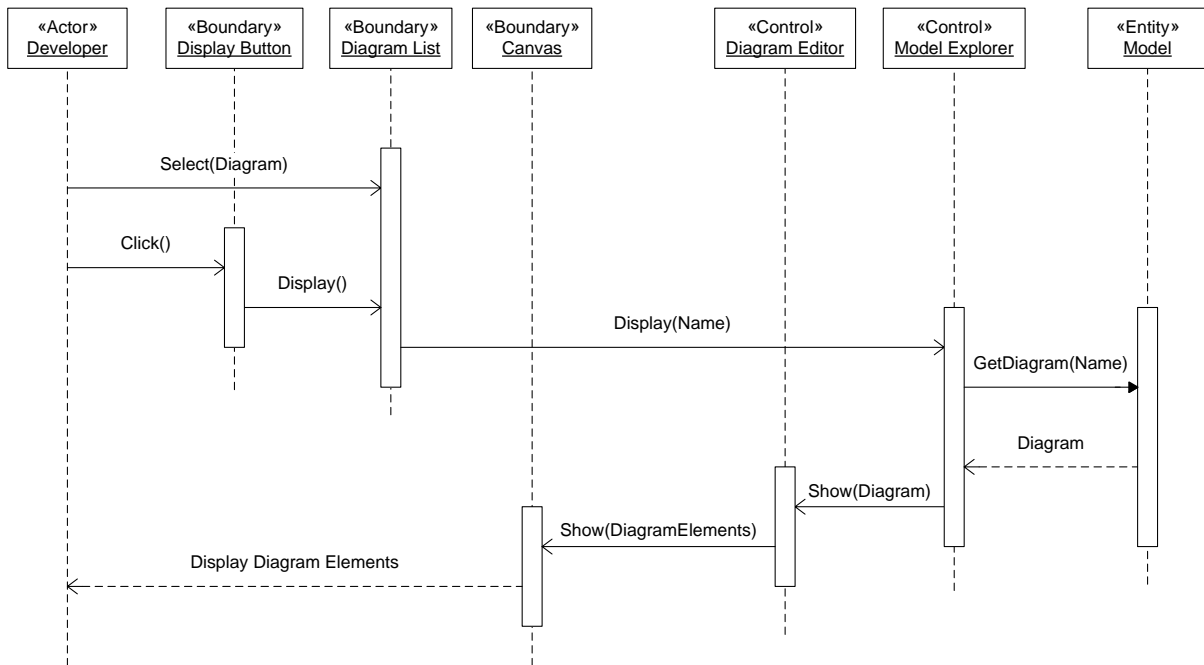 «Actor»
Developer
«Boundary»
Display Button
«Boundary»
Diagram List
«Boundary»
Canvas
«Control»
Diagram Editor
«Control»
Model Explorer
«Entity»
Model
Select(Diagram)
Click()
Display()
Display(Name)
GetDiagram(Name)
Diagram
Show(Diagram)
Show(DiagramElements)
Display Diagram Elements